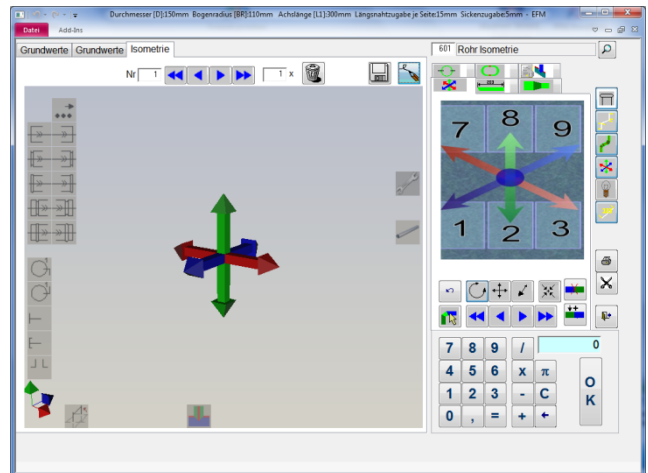 Durchmesser [D]:150mm Bogenradius [BR]:110mm Achslänge [L1]:300mm Längsnahtzugabe je Seite:15mm Sickenzugabe:5mm - EFM
Datei Add-Ins
Grundwerte Grundwerte Isometrie
601 Rohr Isometrie
Nr 1 1 x
7 8 9
1 2 3
7 8 9 / 0
4 5 6 x π
1 2 3 - C
0 , = + ←
OK